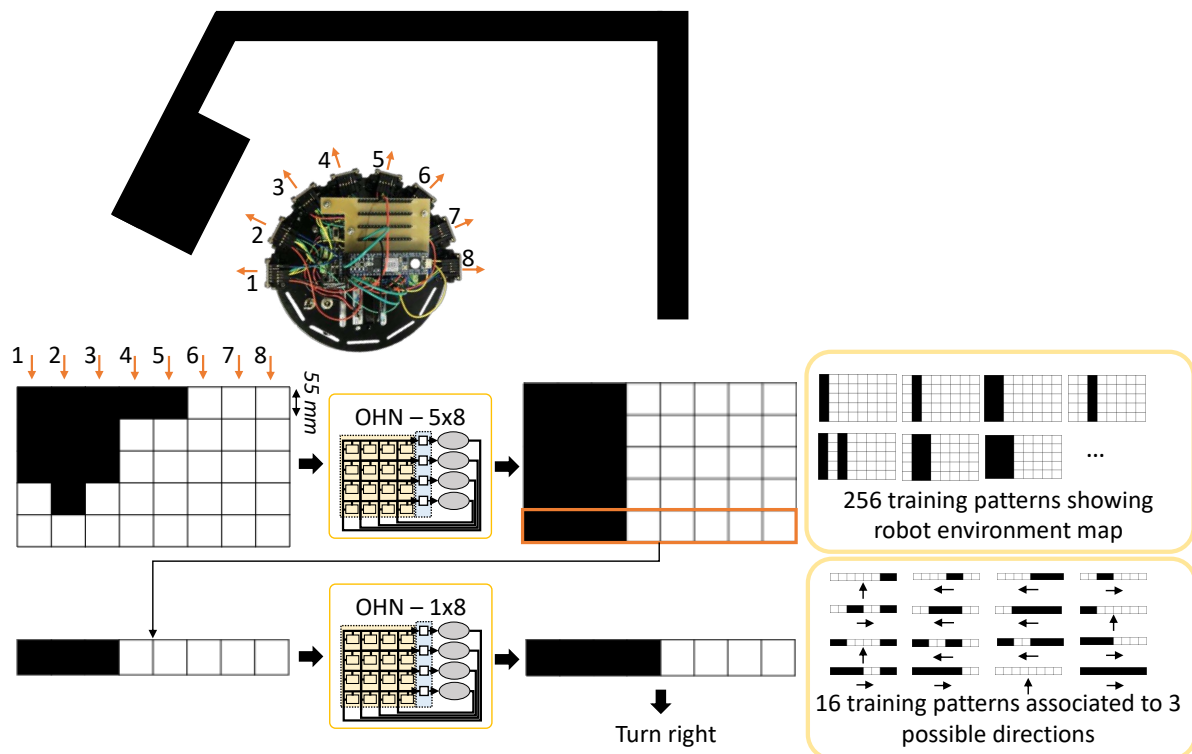 4
5
3
6
2
7
1
8
1 2 3 4 5 6 7 8
55 mm
OHN – 5x8
...
256 training patterns showing
robot environment map
OHN – 1x8
Turn right
16 training patterns associated to 3
possible directions